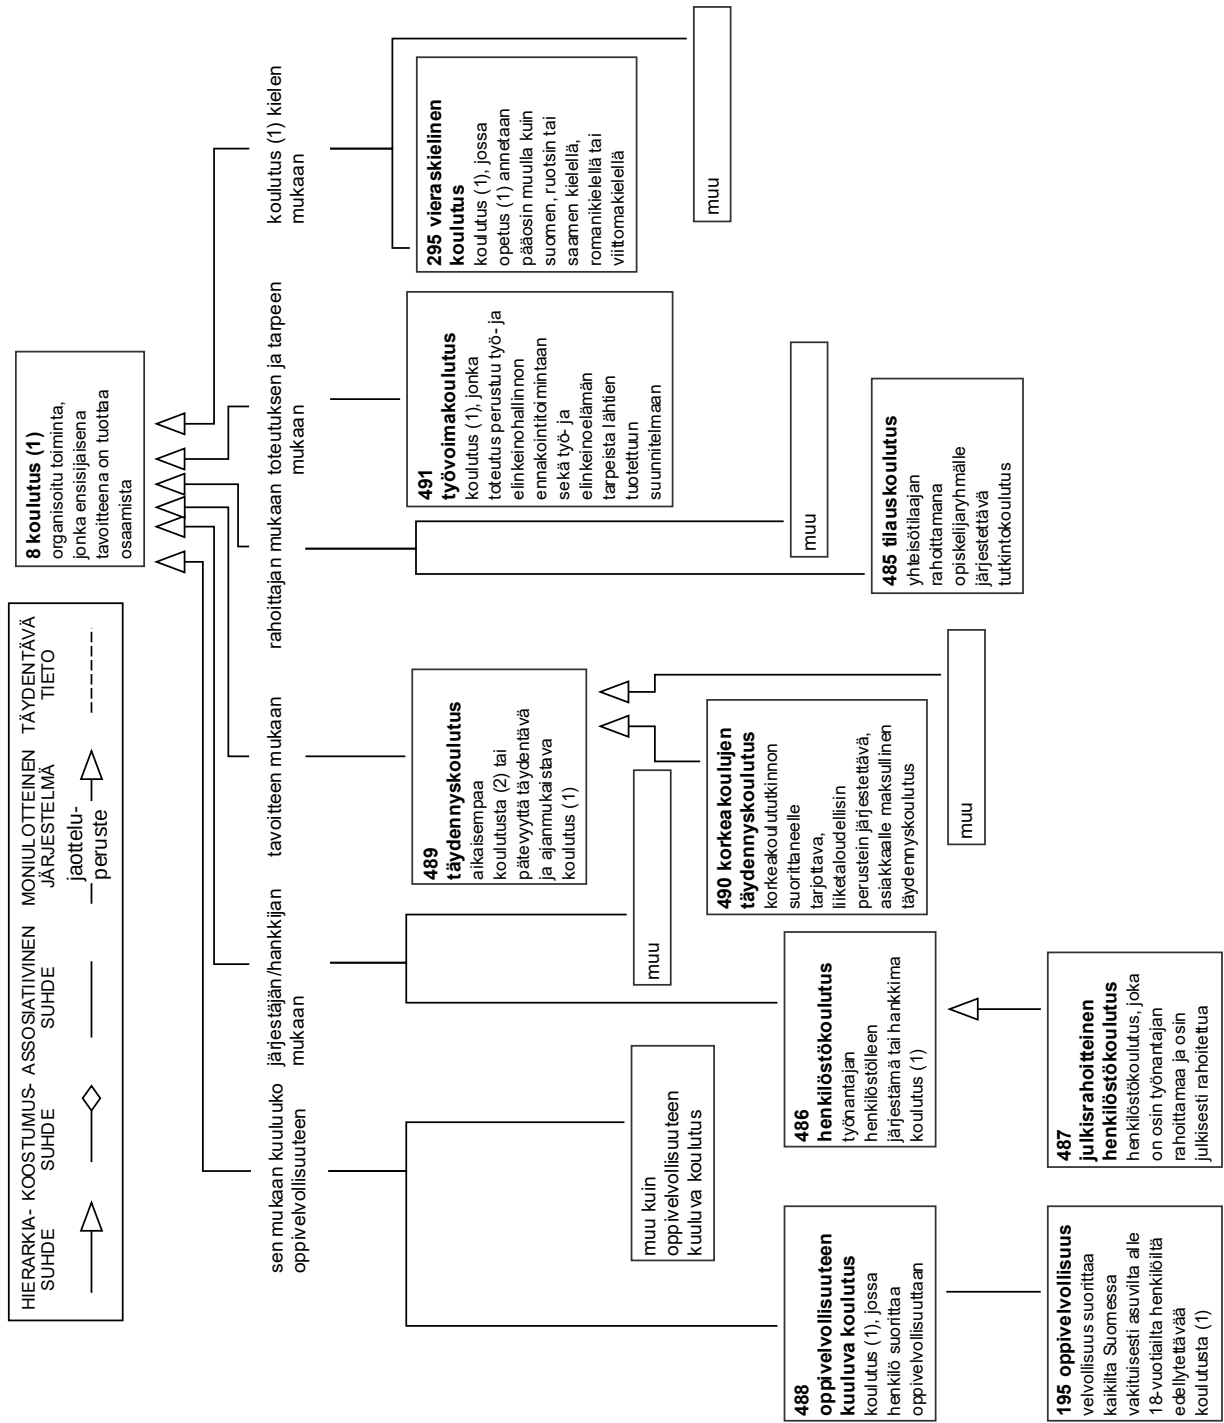 HIERARKIA- KOOSTUMUS- ASSOSIATIIVINEN MONIULOTTEINEN TÄYDENTÄVÄ
SUHDE SUHDE SUHDE JÄRJESTELMÄ TIETO
jaottelu-
peruste
8 koulutus (1)
organisoitu toiminta,
jonka ensisijaisena
tavoitteena on tuottaa
osaamista
sen mukaan kuuluuko
oppivelvollisuuteen
järjestäjän/hankkijan
mukaan
tavoitteen mukaan
rahoittajan mukaan
toteutuksen ja tarpeen
mukaan
koulutus (1) kielen
mukaan
489
täydennyskoulutus
aikaisempaa
koulutusta (2) tai
pätevyyttä täydentävä
ja ajanmukaistava
koulutus (1)
491
työvoimakoulutus
koulutus (1), jonka
toteutus perustuu työ- ja
elinkeinohallinnon
ennakointitoimintaan
sekä työ- ja
elinkeinoelämän
tarpeista lähtien
tuotettuun
suunnitelmaan
295 vieraskielinen
koulutus
koulutus (1), jossa
opetus (1) annetaan
pääosin muulla kuin
suomen, ruotsin tai
saamen kielellä,
romanikielellä tai
viittomakielellä
muu kuin
oppivelvollisuuteen
kuuluva koulutus
muu
490 korkeakoulujen
täydennyskoulutus
korkeakoulututkinnon
suorittaneelle
tarjottava,
liiketaloudellisin
perustein järjestettävä,
asiakkaalle maksullinen
täydennyskoulutus
muu
muu
488
oppivelvollisuuteen
kuuluva koulutus
koulutus (1), jossa
henkilö suorittaa
oppivelvollisuuttaan
486
henkilöstökoulutus
työnantajan
henkilöstölleen
järjestämä tai hankkima
koulutus (1)
muu
485 tilauskoulutus
yhteisötilaajan
rahoittamana
opiskelijaryhmälle
järjestettävä
tutkintokoulutus
195 oppivelvollisuus
velvollisuus suorittaa
kaikilta Suomessa
vakituisesti asuvilta alle
18-vuotiailta henkilöiltä
edellytettävää
koulutusta (1)
487
julkisrahoitteinen
henkilöstökoulutus
henkilöstökoulutus, joka
on osin työnantajan
rahoittamaa ja osin
julkisesti rahoitettua